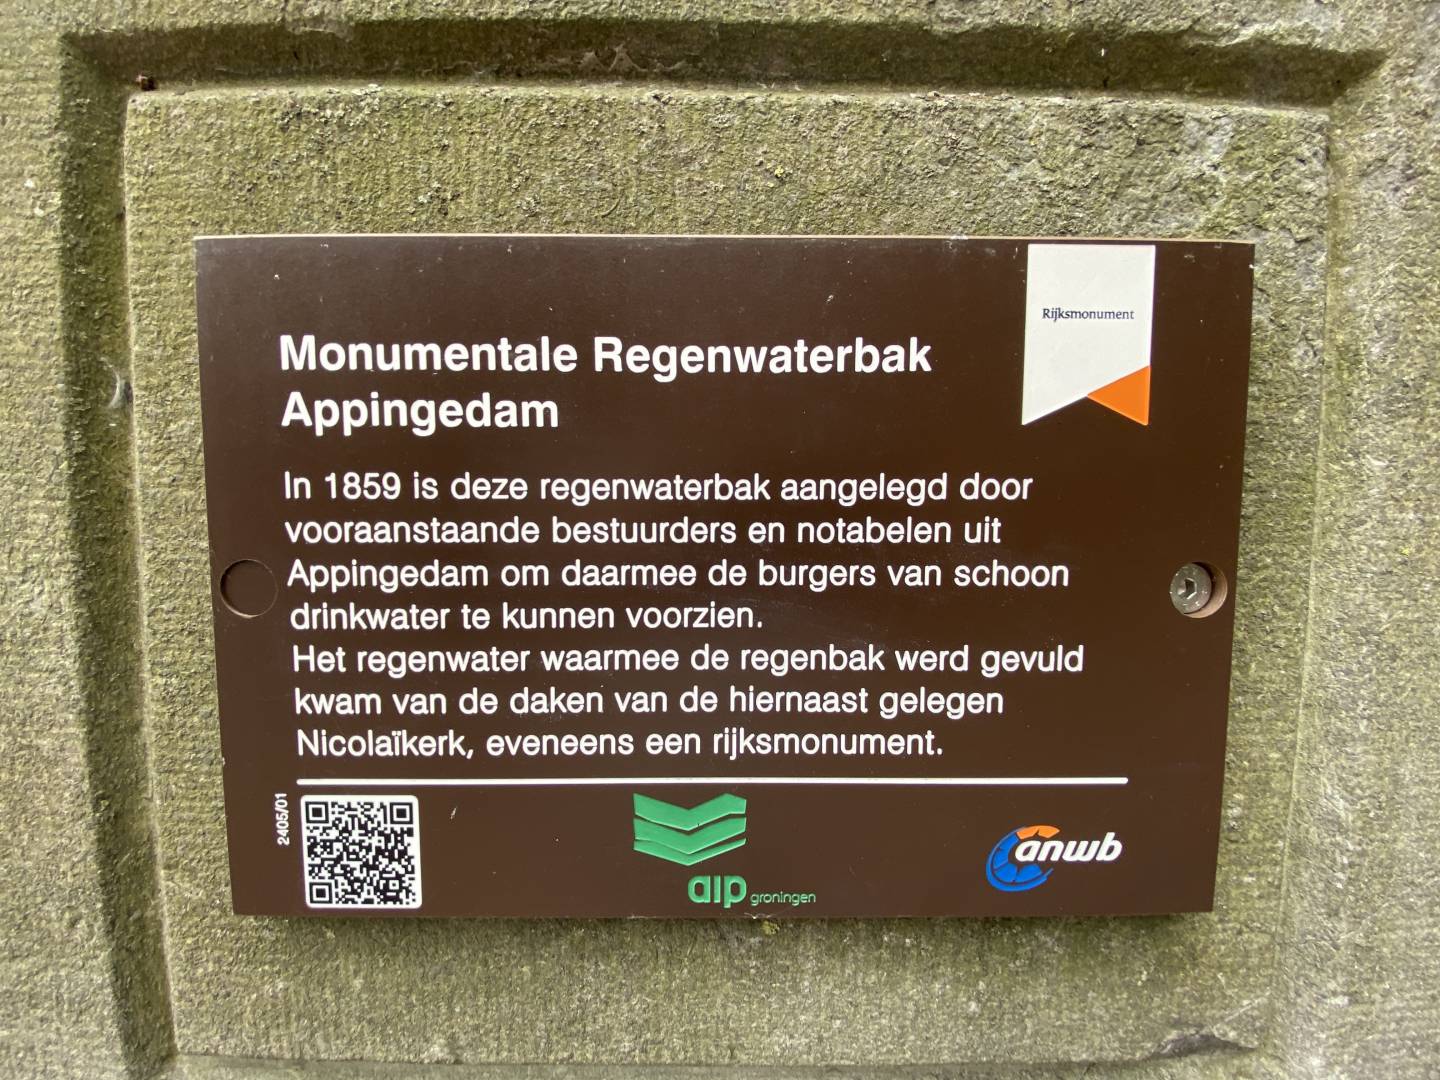 Rijksmonument
Monumentale Regenwaterbak
Appingedam
In 1859 is deze regenwaterbak aangelegd door
vooraanstaande bestuurders en notabelen uit
Appingedam om daarmee de burgers van schoon
drinkwater te kunnen voorzien.
Het regenwater waarmee de regenbak werd gevuld
kwam van de daken van de hiernaast gelegen
Nicolaïkerk, eveneens een rijksmonument.
2405/01
aip groningen
anwb